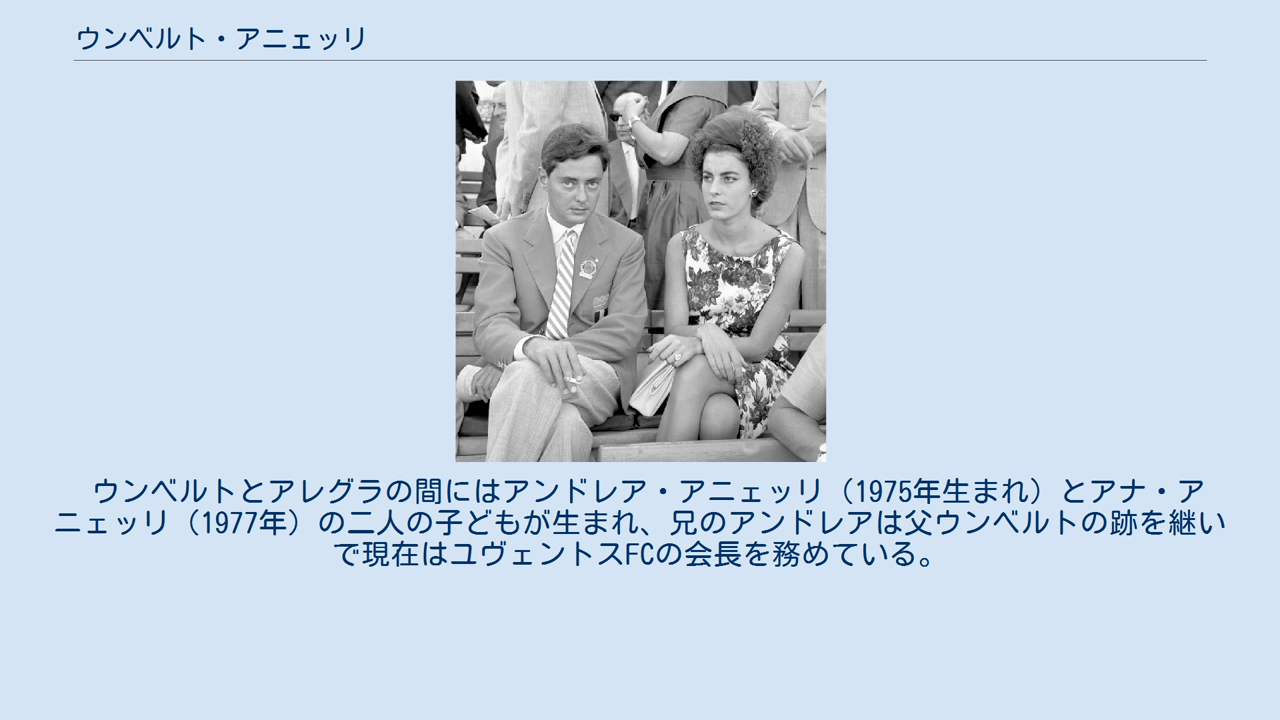 ウンベルト・アニェッリ
ウンベルトとアレグラの間にはアンドレア・アニェッリ（1975年生まれ）とアナ・ア
ニェッリ（1977年）の二人の子どもが生まれ、兄のアンドレアは父ウンベルトの跡を継い
で現在はユヴェントスFCの会長を務めている。